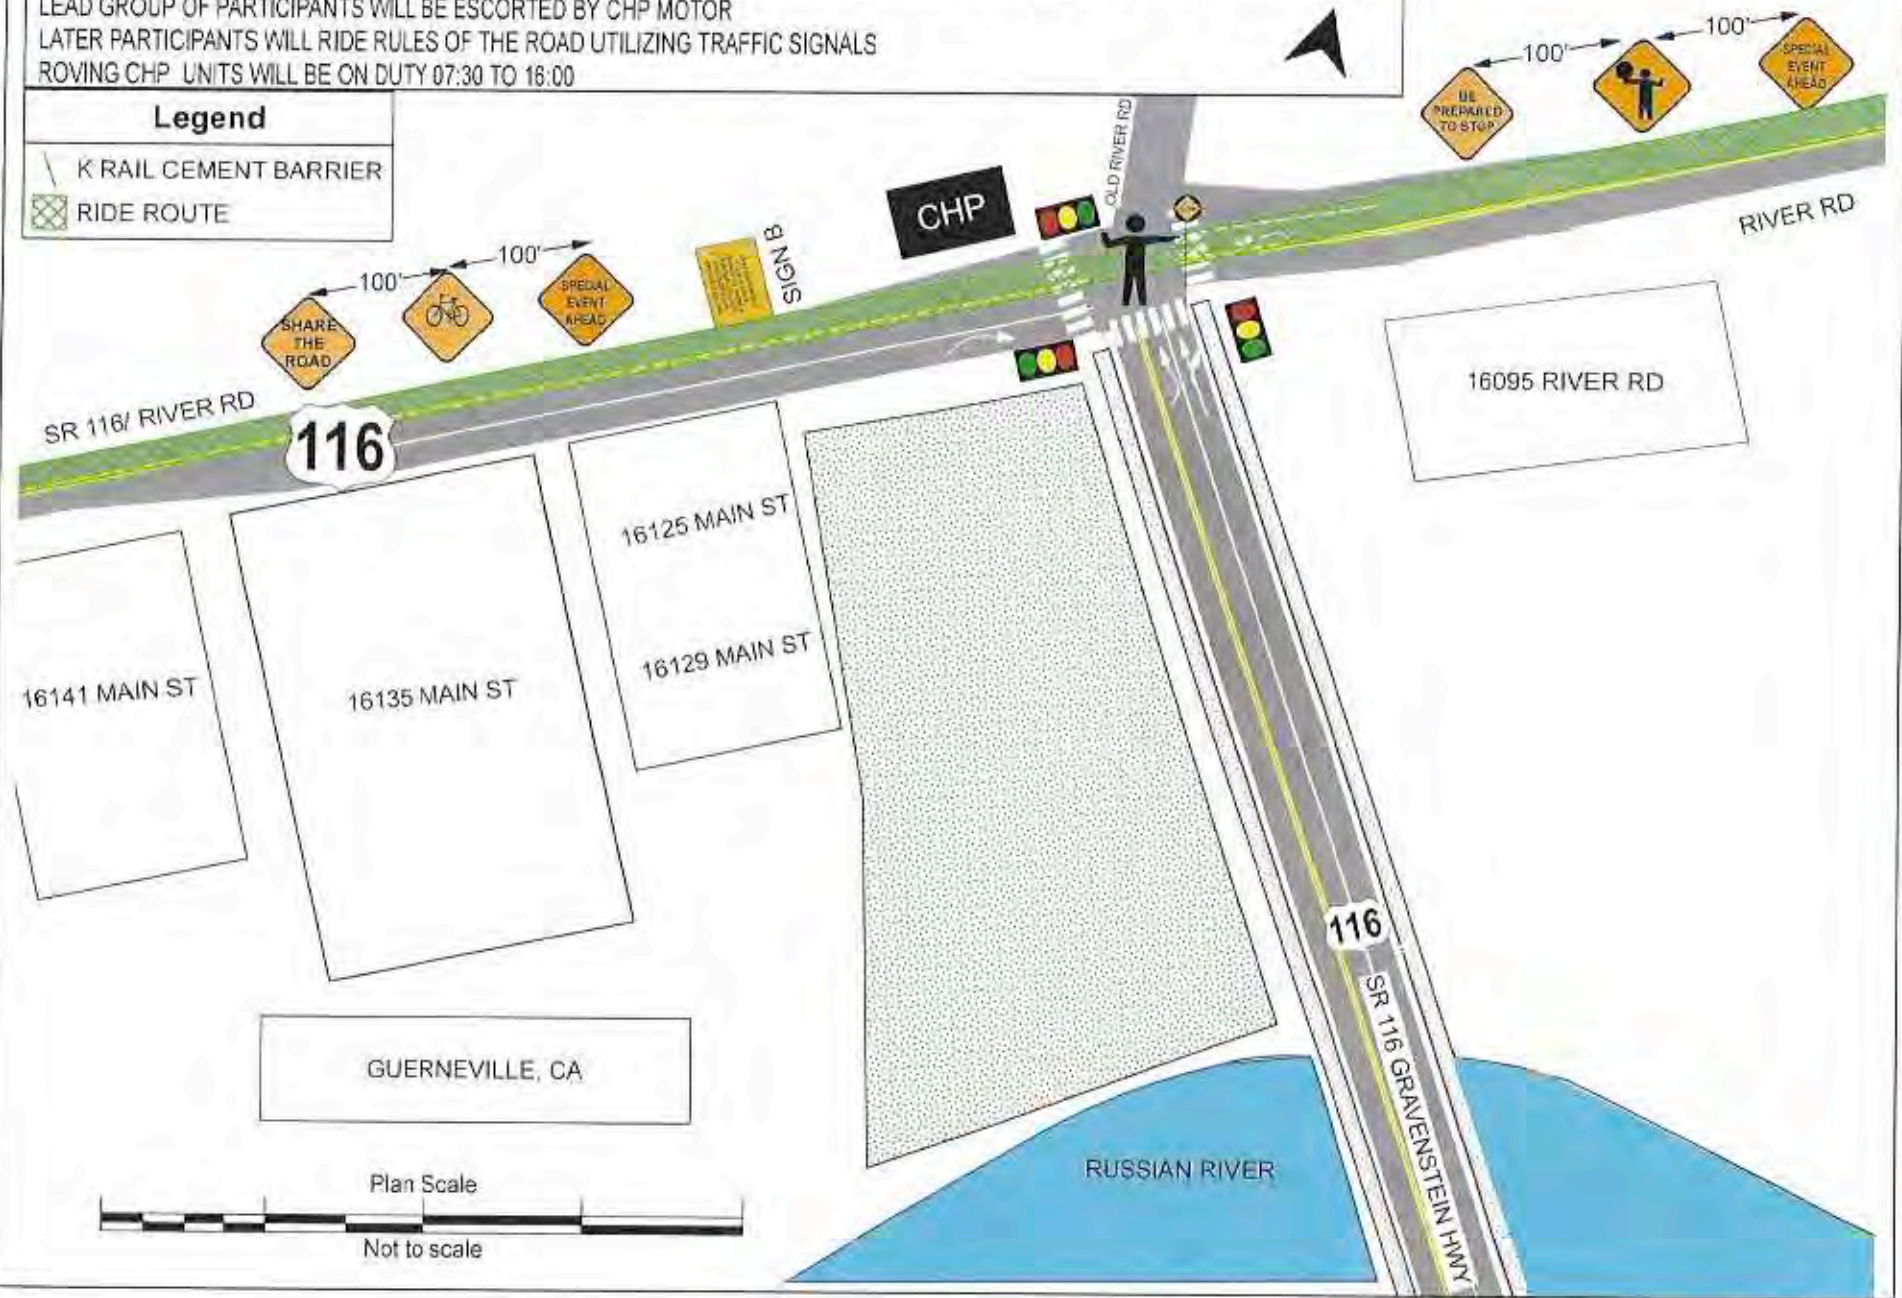 LEAD GROUP OF PARTICIPANTS WILL BE ESCORTED BY CHP MOTOR
LATER PARTICIPANTS WILL RIDE RULES OF THE ROAD UTILIZING TRAFFIC SIGNALS
ROVING CHP UNITS WILL BE ON DUTY 07:30 TO 16:00
Legend
K RAIL CEMENT BARRIER
RIDE ROUTE
100'
100'
BE
PREPARED
TO STOP
SPECIAL
EVENT
AHEAD
OLD RIVER RD
CHP
RIVER RD
SIGN B
100'
100'
SHARE
THE
ROAD
SPECIAL
EVENT
AHEAD
SR 116/ RIVER RD
116
16095 RIVER RD
16125 MAIN ST
16129 MAIN ST
16135 MAIN ST
16141 MAIN ST
116
SR 116 GRAVENSTEIN HWY
GUERNEVILLE, CA
RUSSIAN RIVER
Plan Scale
Not to scale